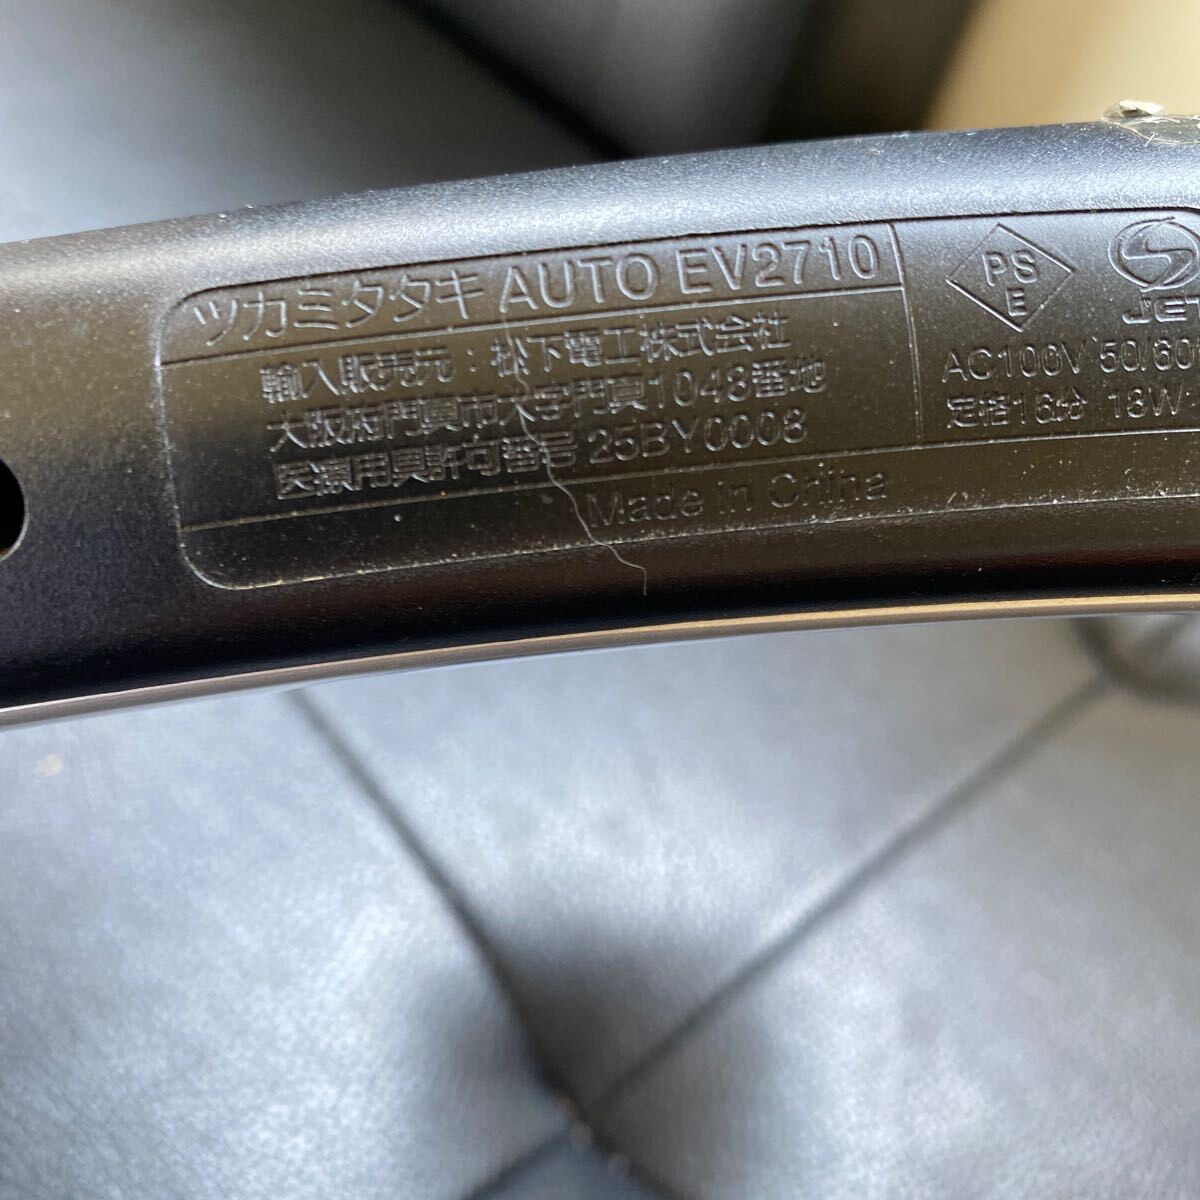 ツカミタタキ AUTO EV2710
輸入販売元：松下電工株式会社
大阪府門真市大字門真1048番地
医療用具許可番号 25BY0008
Made in China
PS
E
JET
AC100V 50/60
定格16分 18W